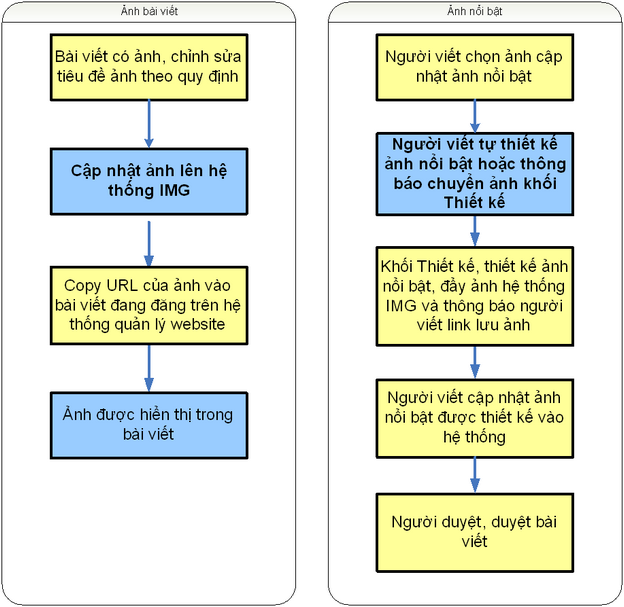 Ảnh bài viết
Bài viết có ảnh, chỉnh sửa
tiêu đề ảnh theo quy định
Cập nhật ảnh lên hệ
thống IMG
Copy URL của ảnh vào
bài viết đang đăng trên hệ
thống quản lý website
Ảnh được hiển thị trong
bài viết
Ảnh nổi bật
Người viết chọn ảnh cập
nhật ảnh nổi bật
Người viết tự thiết kế
ảnh nổi bật hoặc thông
báo chuyển ảnh khối
Thiết kế
Khối Thiết kế, thiết kế ảnh
nổi bật, đẩy ảnh hệ thống
IMG và thông báo người
viết link lưu ảnh
Người viết cập nhật ảnh
nổi bật được thiết kế vào
hệ thống
Người duyệt, duyệt bài
viết